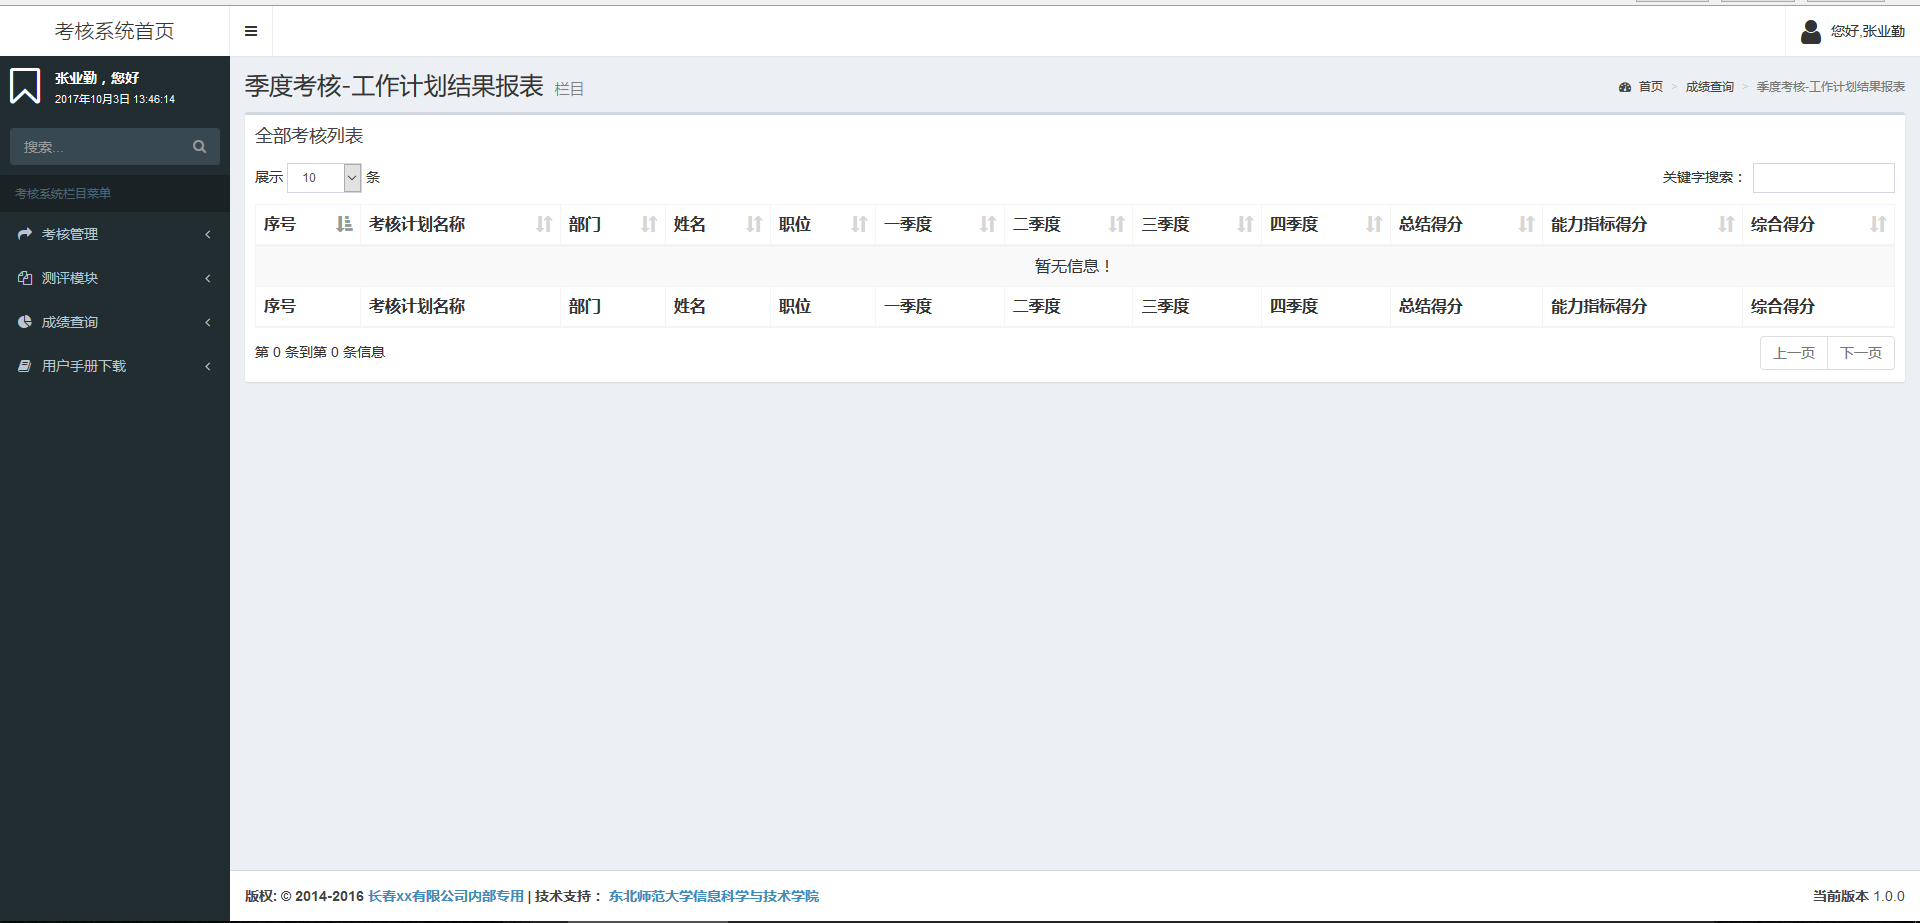 考核系统首页
您好,张业勤
张业勤，您好
2017年10月3日 13:46:14
搜索...
考核系统栏目菜单
考核管理
测评模块
成绩查询
用户手册下载
季度考核-工作计划结果报表 栏目
首页 > 成绩查询 > 季度考核-工作计划结果报表
全部考核列表
展示 10 条
关键字搜索：
序号 考核计划名称 部门 姓名 职位 一季度 二季度 三季度 四季度 总结得分 能力指标得分 综合得分
暂无信息！
序号 考核计划名称 部门 姓名 职位 一季度 二季度 三季度 四季度 总结得分 能力指标得分 综合得分
第 0 条到第 0 条信息
上一页 下一页
版权: © 2014-2016 长春xx有限公司内部专用 | 技术支持： 东北师范大学信息科学与技术学院
当前版本 1.0.0